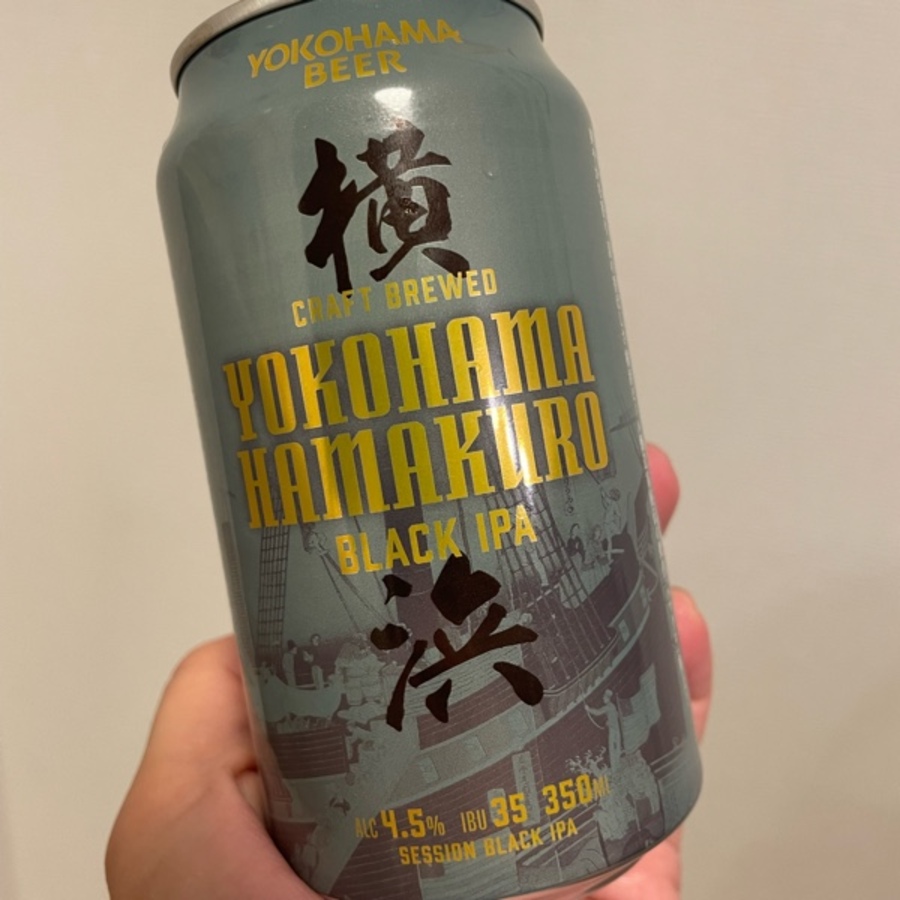 YOKOHAMA
BEER
横
CRAFT BREWED
YOKOHAMA
HAMAKURO
BLACK IPA
浜
ALC 4.5% IBU 35 350ML
SESSION BLACK IPA